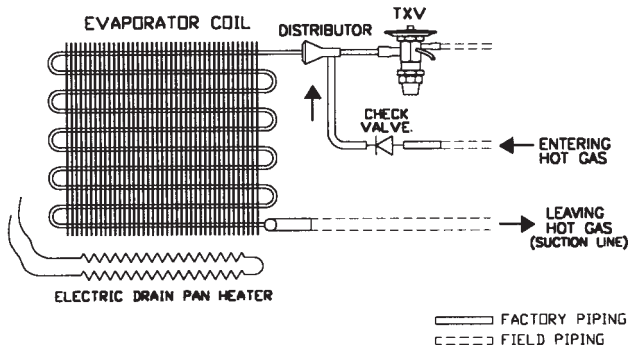 EVAPORATOR COIL
DISTRIBUTOR
TXV
CHECK
VALVE.
ENTERING
HOT GAS
LEAVING
HOT GAS
(SUCTION LINE)
ELECTRIC DRAIN PAN HEATER
FACTORY PIPING
FIELD PIPING